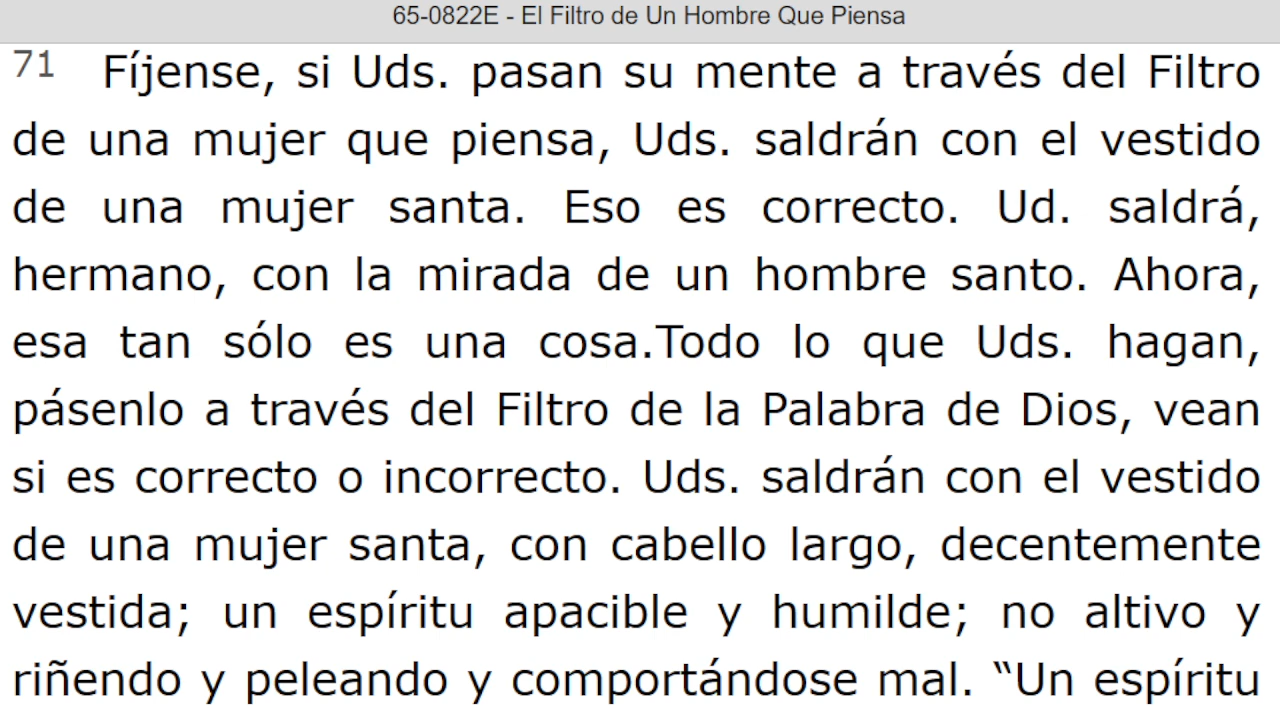 65-0822E - El Filtro de Un Hombre Que Piensa
71 Fíjense, si Uds. pasan su mente a través del Filtro
de una mujer que piensa, Uds. saldrán con el vestido
de una mujer santa. Eso es correcto. Ud. saldrá,
hermano, con la mirada de un hombre santo. Ahora,
esa tan sólo es una cosa.Todo lo que Uds. hagan,
pásenlo a través del Filtro de la Palabra de Dios, vean
si es correcto o incorrecto. Uds. saldrán con el vestido
de una mujer santa, con cabello largo, decentemente
vestida; un espíritu apacible y humilde; no altivo y
riñendo y peleando y comportándose mal. “Un espíritu